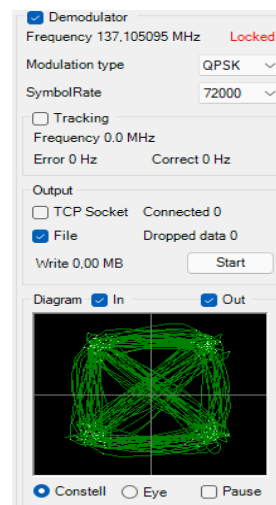 Demodulator
Frequency 137,105095 MHz Locked
Modulation type QPSK
SymbolRate 72000
Tracking
Frequency 0.0 MHz
Error 0 Hz Correct 0 Hz
Output
TCP Socket Connected 0
File Dropped data 0
Write 0,00 MB Start
Diagram In Out
Constell Eye Pause